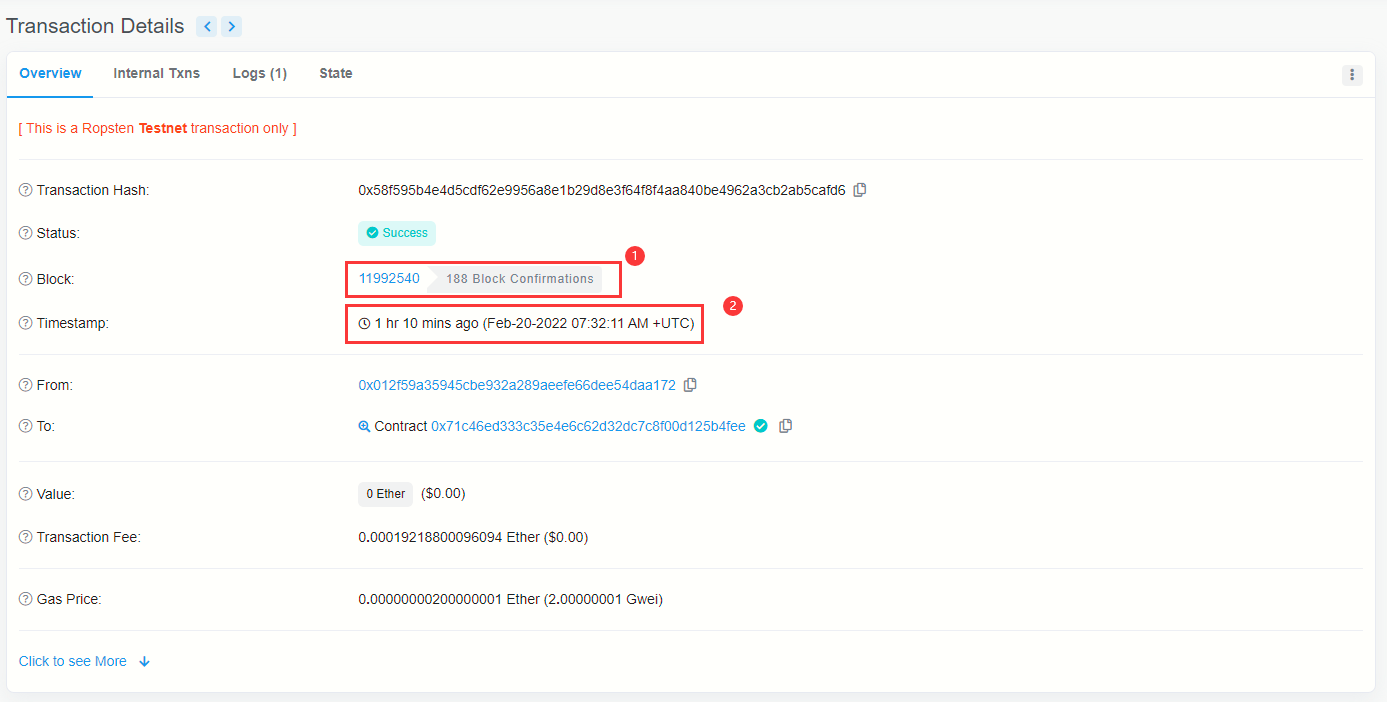 Transaction Details
Overview Internal Txns Logs (1) State
[ This is a Ropsten Testnet transaction only ]
Transaction Hash: 0x58f595b4e4d5cdf62e9956a8e1b29d8e3f64f8f4aa840be4962a3cb2ab5cafd6
Status: Success
1
Block: 11992540 188 Block Confirmations
2
Timestamp: 1 hr 10 mins ago (Feb-20-2022 07:32:11 AM +UTC)
From: 0x012f59a35945cbe932a289aeefe66dee54daa172
To: Contract 0x71c46ed333c35e4e6c62d32dc7c8f00d125b4fee
Value: 0 Ether ($0.00)
Transaction Fee: 0.00019218800096094 Ether ($0.00)
Gas Price: 0.00000000200000001 Ether (2.00000001 Gwei)
Click to see More